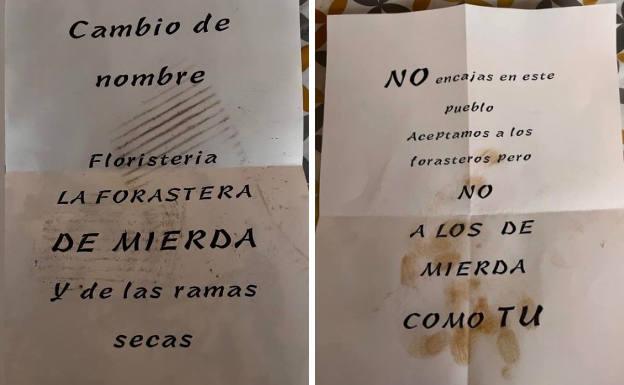 Cambio de
nombre
Floristeria
LA FORASTERA
DE MIERDA
Y de las ramas
secas
NO encajas en este
pueblo
Aceptamos a los
forasteros pero
NO
A LOS DE
MIERDA
COMO TU